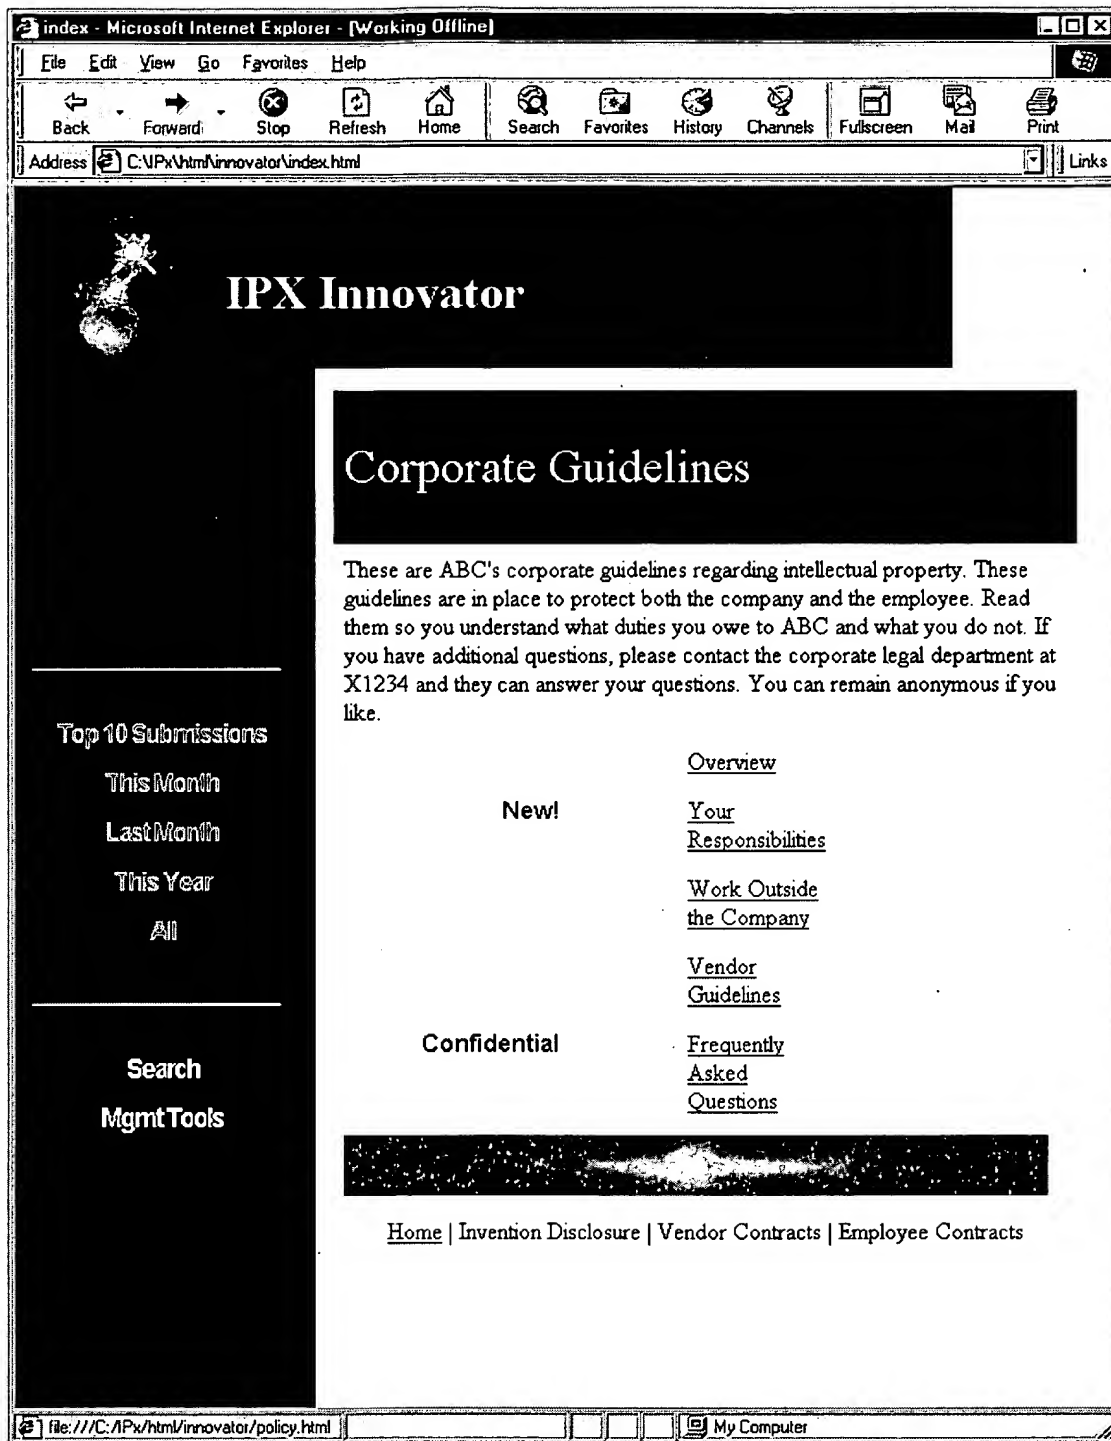 index - Microsoft Internet Explorer - [Working Offline]
File Edit View Go Favorites Help
Back Forward Stop Refresh Home Search Favorites History Channels Fullscreen Mail Print
Address C:\IPx\html\innovator\index.html Links
IPX Innovator
Corporate Guidelines
These are ABC's corporate guidelines regarding intellectual property. These
guidelines are in place to protect both the company and the employee. Read
them so you understand what duties you owe to ABC and what you do not. If
you have additional questions, please contact the corporate legal department at
X1234 and they can answer your questions. You can remain anonymous if you
like.
Top 10 Submissions
This Month
Last Month
This Year
All
Search
Mgmt Tools
Overview
New! Your
Responsibilities
Work Outside
the Company
Vendor
Guidelines
Confidential Frequently
Asked
Questions
Home | Invention Disclosure | Vendor Contracts | Employee Contracts
file:///C:/IPx/html/innovator/policy.html My Computer